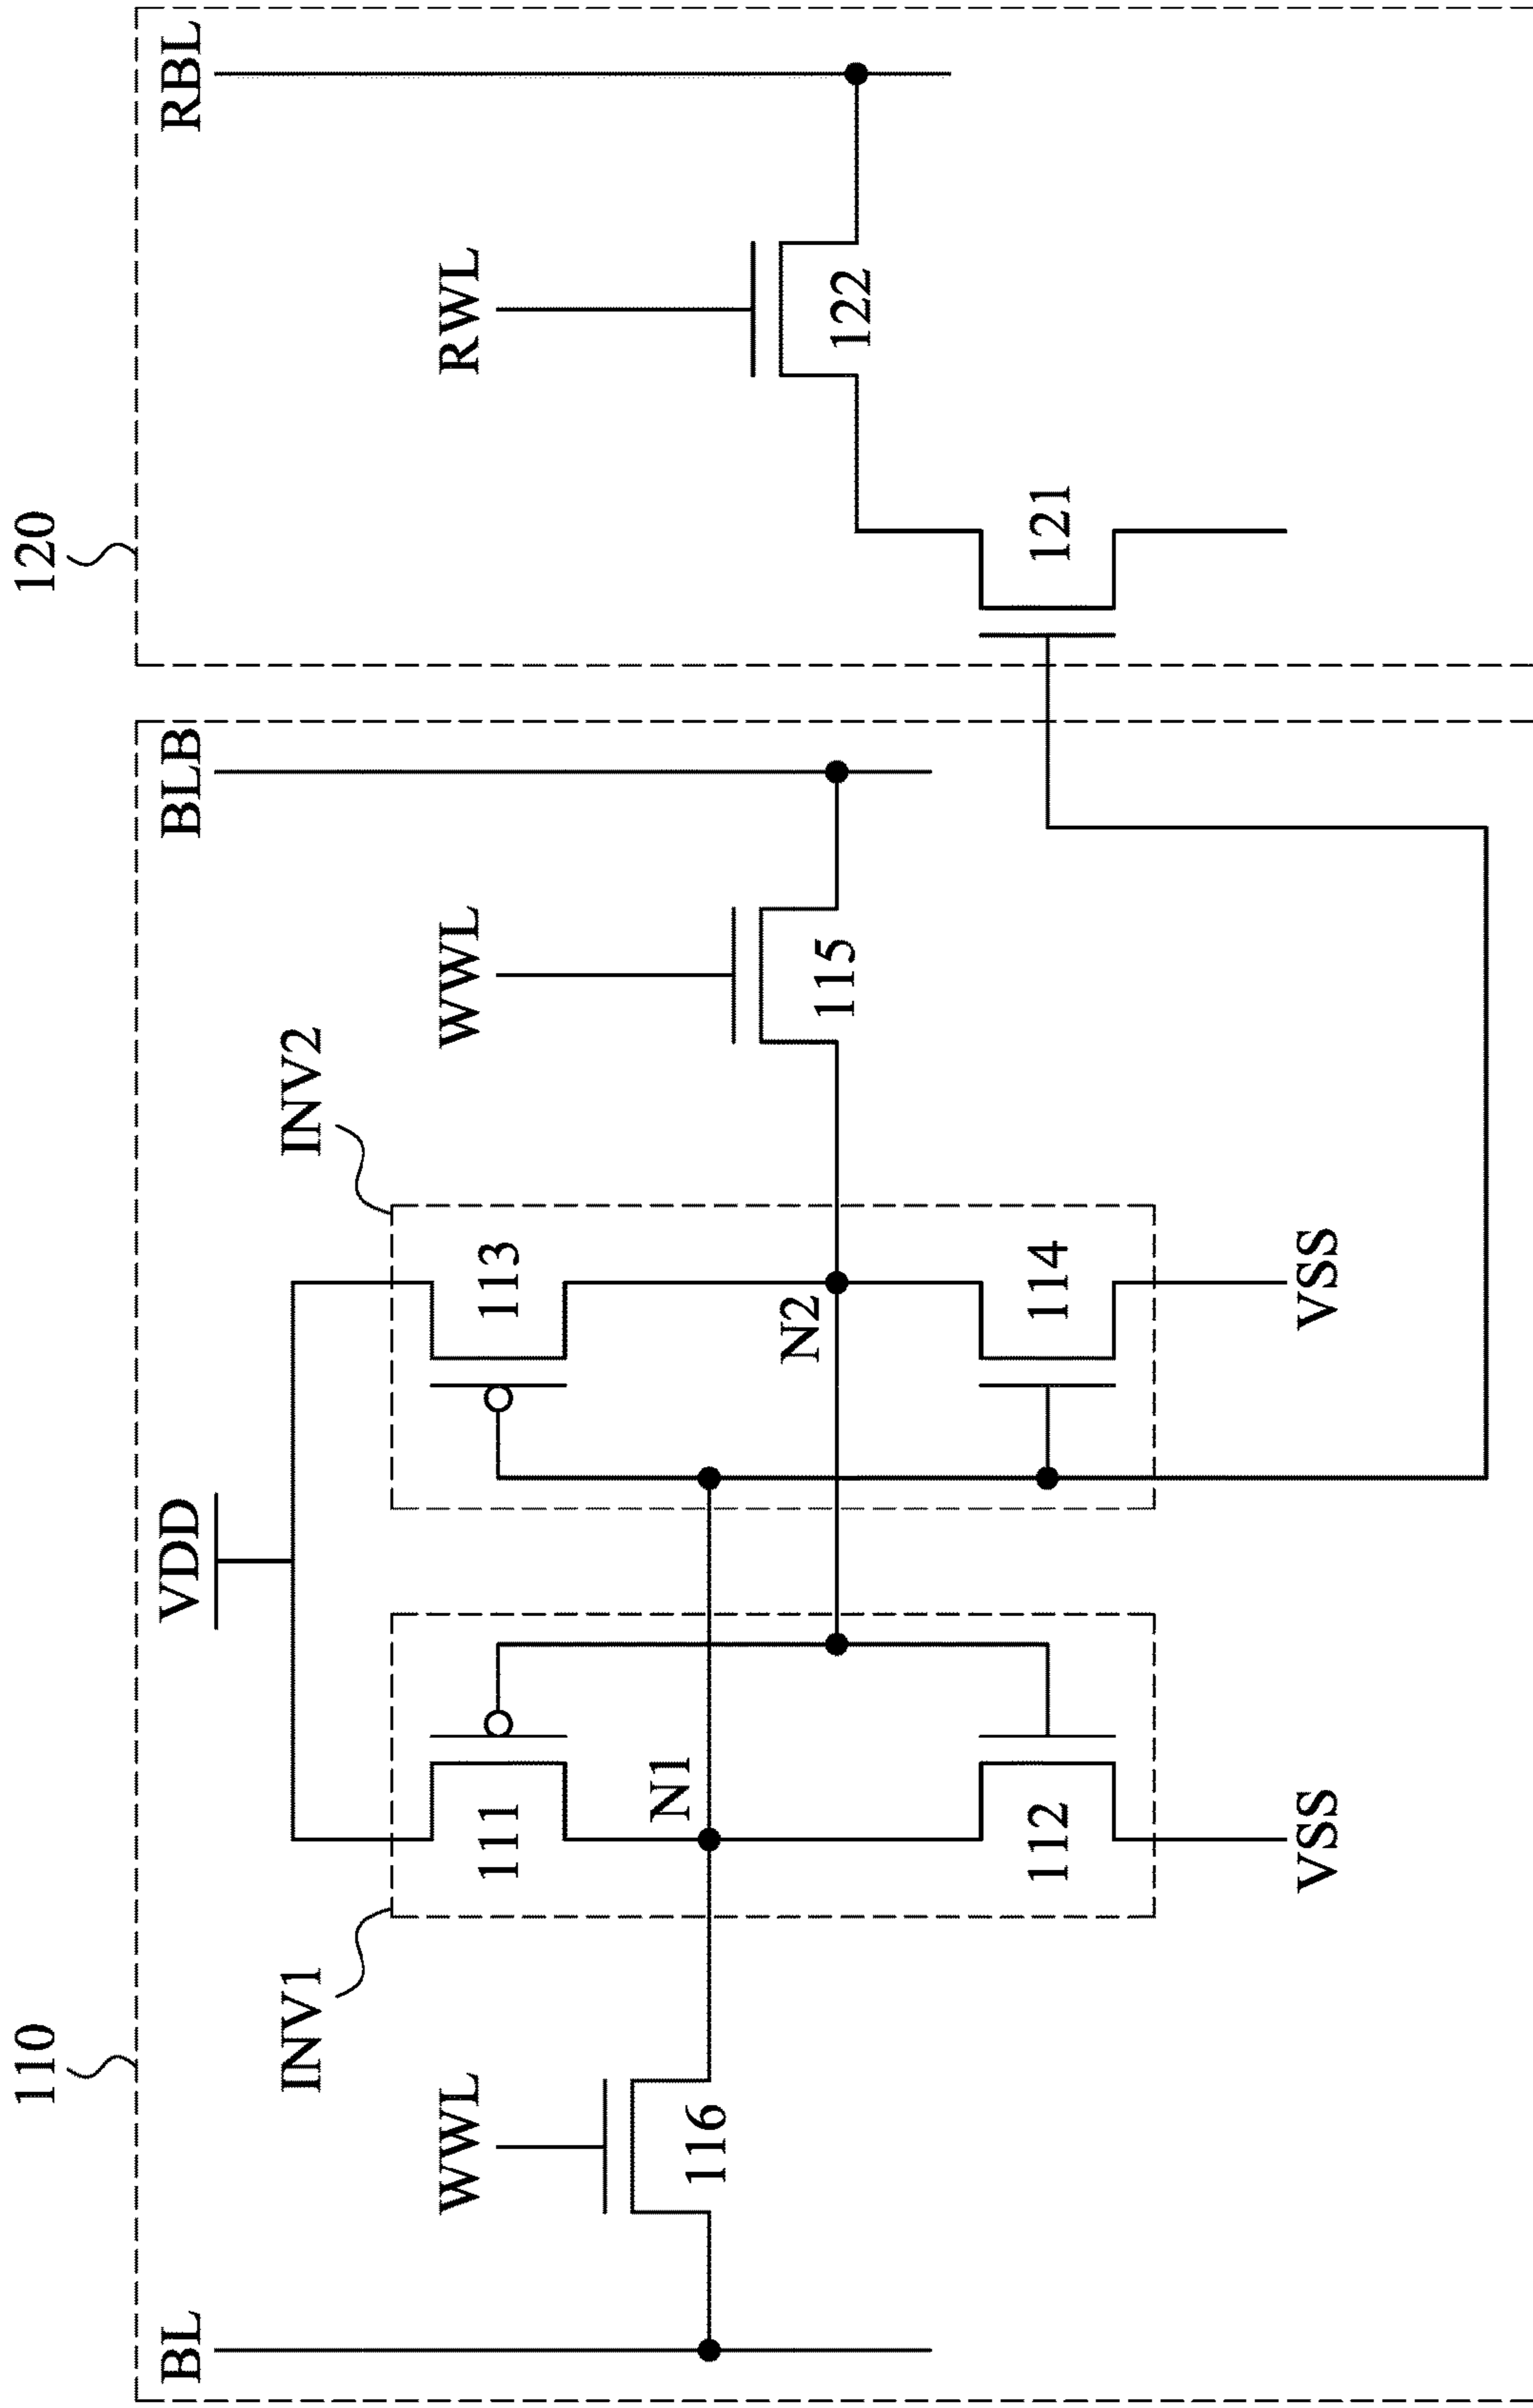 110
120
BL
VDD
BLB
RBL
INV1
INV2
WWL
WWL
RWL
111
113
N1
116
N2
115
122
112
114
121
VSS
VSS